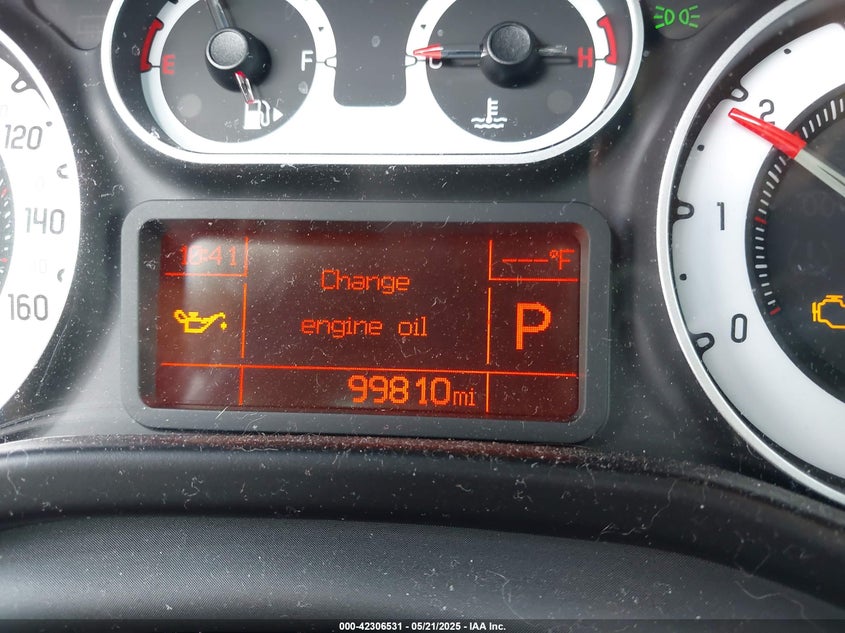 E F C H
120
140
160
2
1
0
10:41
---°F
Change
engine oil
P
99810mi
000-42306531 - 05/21/2025 - IAA Inc.